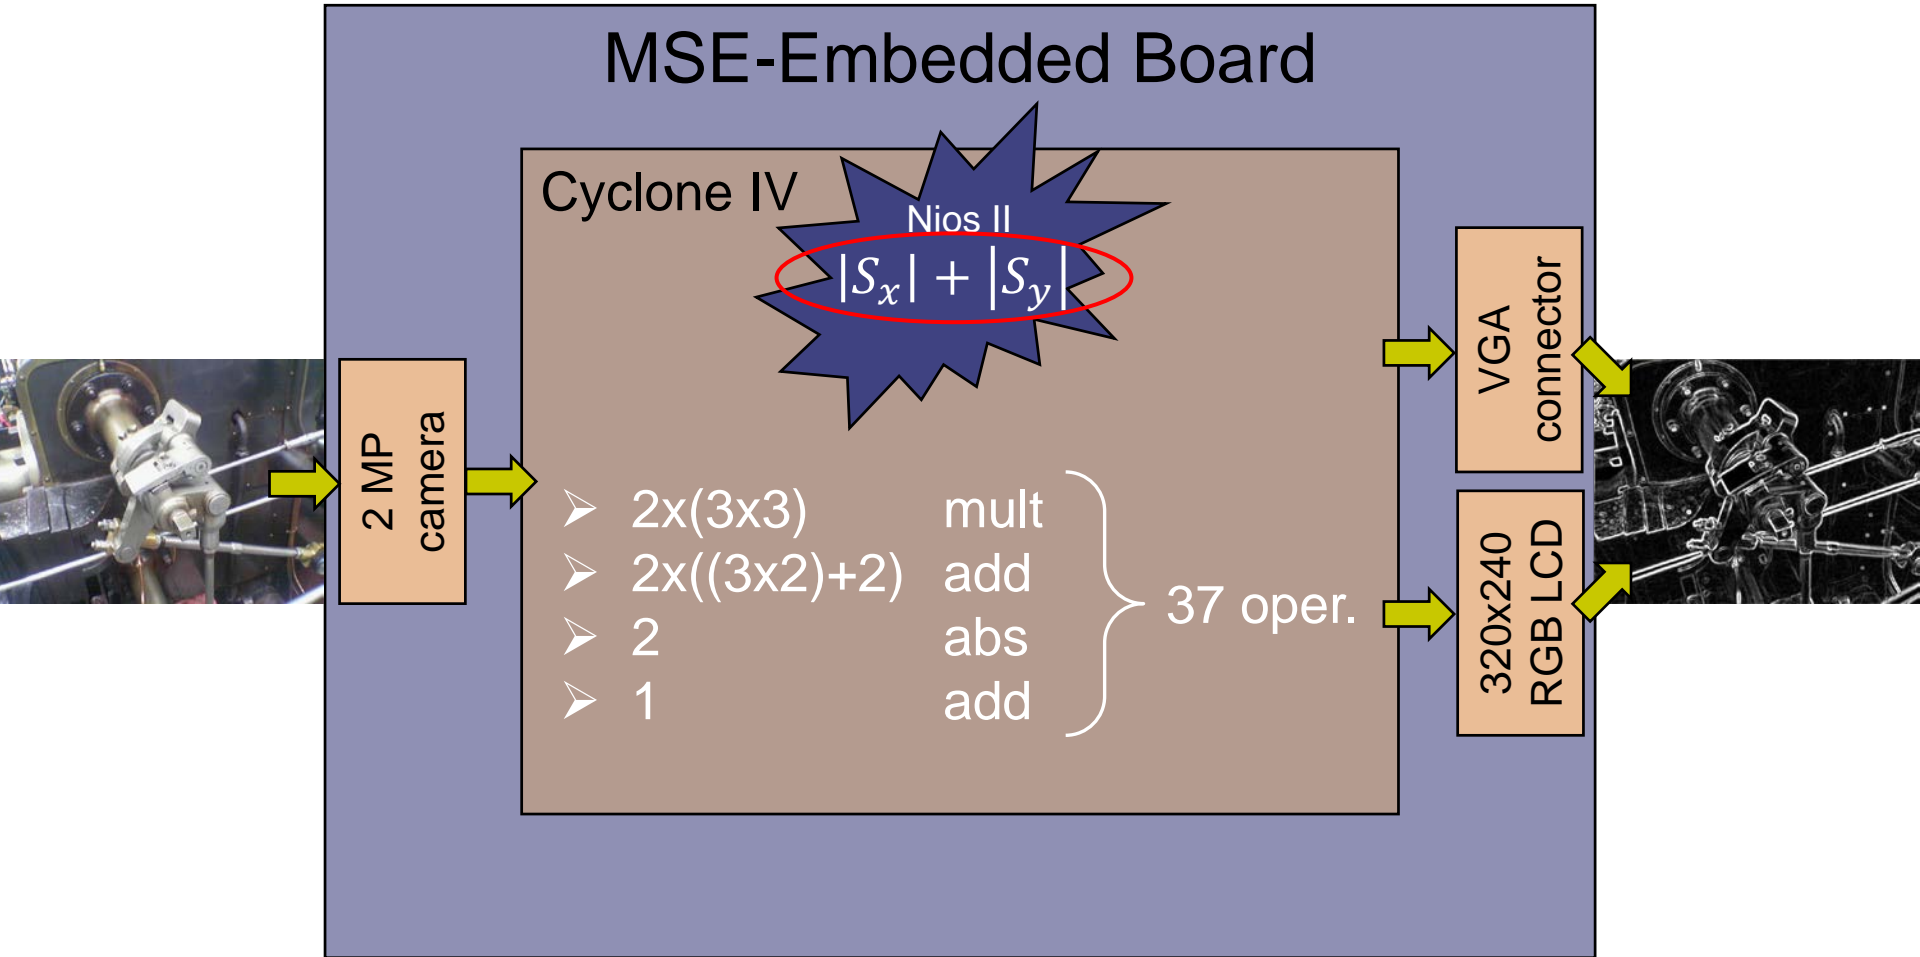 MSE-Embedded Board
Cyclone IV
Nios II
|Sₓ| + |Sᵧ|
2 MP
camera
➢ 2x(3x3) mult
➢ 2x((3x2)+2) add
➢ 2 abs
➢ 1 add
37 oper.
VGA
connector
320x240
RGB LCD